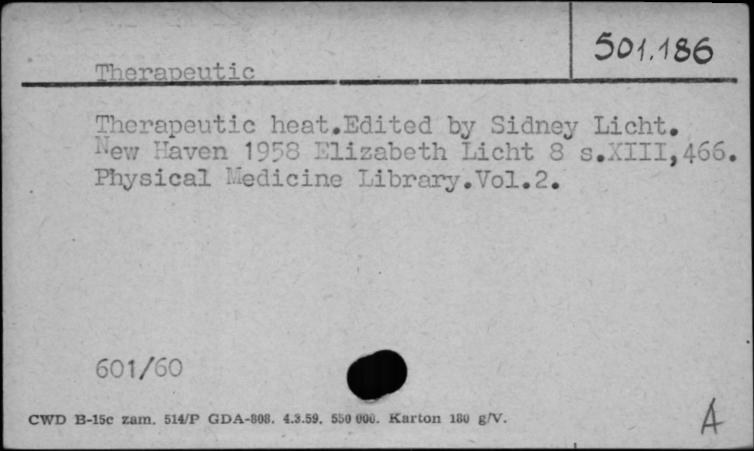 501.186
Therapeutic
Therapeutic heat.Edited by Sidney Licht.
New Haven 1958 Elizabeth Licht 8 s.XIII,466.
Physical Medicine Library.Vol.2.
601/60
CWD B-15c zam. 514/P GDA-808. 4.3.59. 550 000. Karton 180 g/V.
A